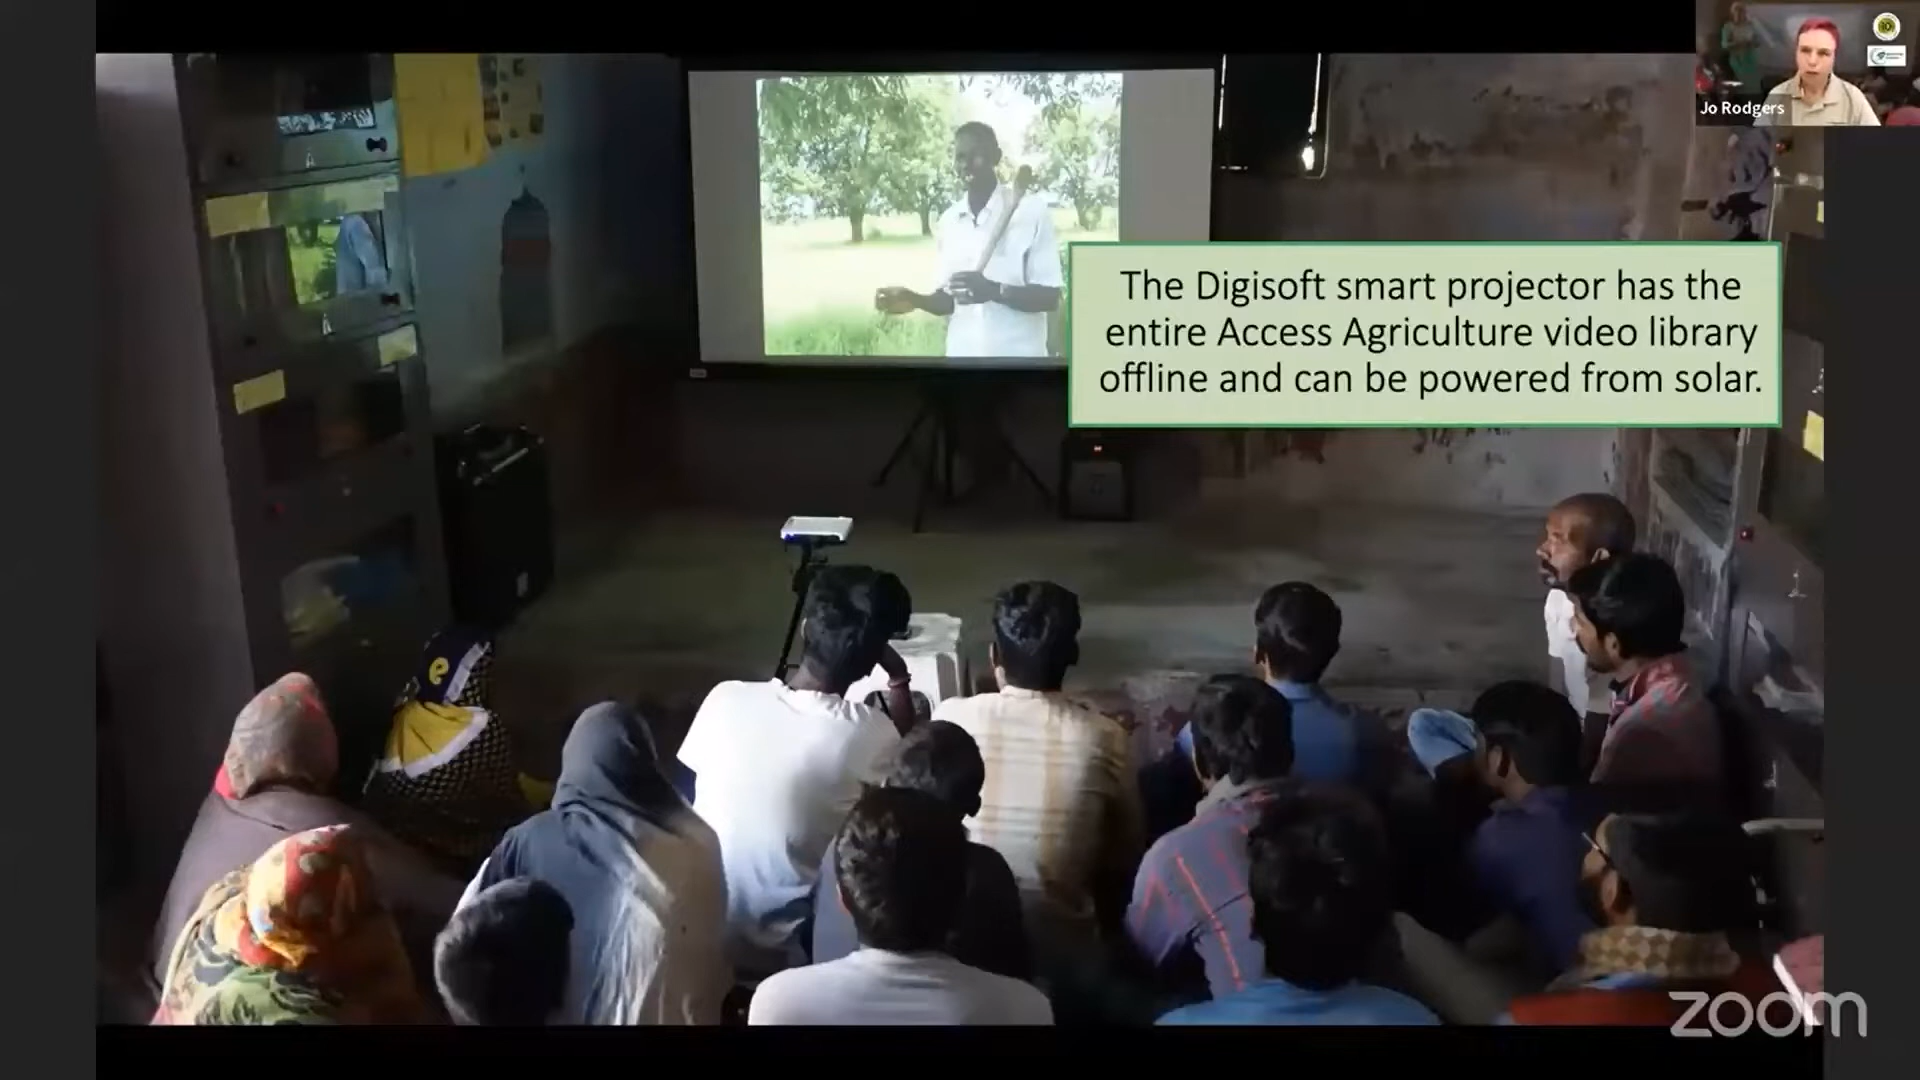 Jo Rodgers
The Digisoft smart projector has the
entire Access Agriculture video library
offline and can be powered from solar.
e
zoom